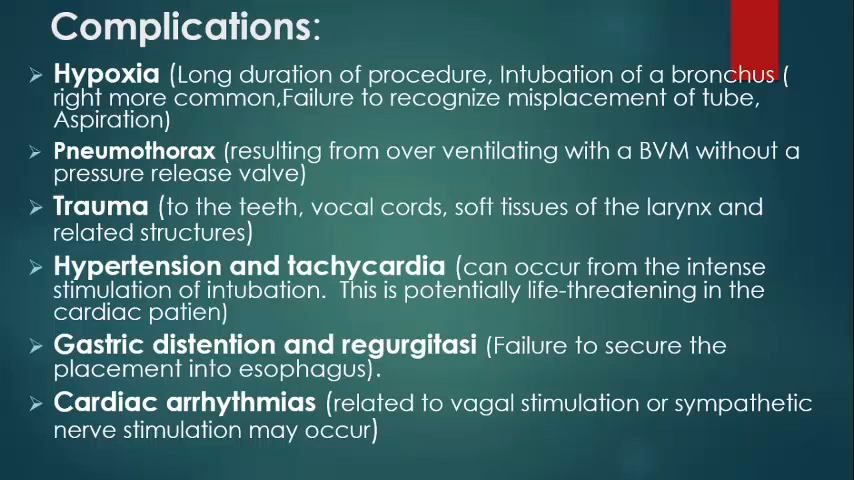 Complications:
➢ Hypoxia (Long duration of procedure, Intubation of a bronchus (
right more common,Failure to recognize misplacement of tube,
Aspiration)
➢ Pneumothorax (resulting from over ventilating with a BVM without a
pressure release valve)
➢ Trauma (to the teeth, vocal cords, soft tissues of the larynx and
related structures)
➢ Hypertension and tachycardia (can occur from the intense
stimulation of intubation. This is potentially life-threatening in the
cardiac patien)
➢ Gastric distention and regurgitasi (Failure to secure the
placement into esophagus).
➢ Cardiac arrhythmias (related to vagal stimulation or sympathetic
nerve stimulation may occur)